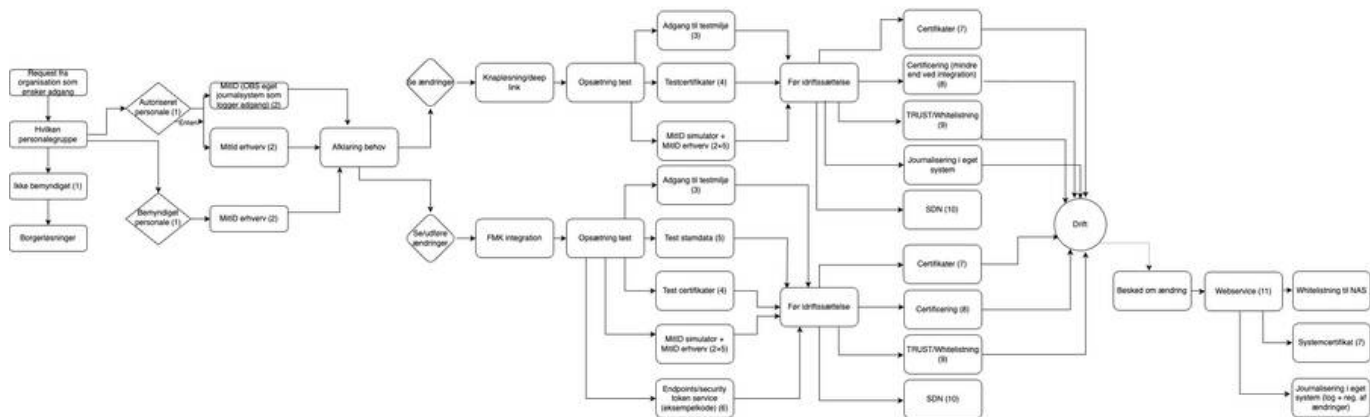 Request fra
organisation som
ønsker adgang
Hvilken
personalegruppe
Ikke bemyndiget (1)
Borgerløsninger
Autoriseret
personale (1)
Enten
Bemyndiget
personale (1)
MitID (OBS eget
journalsystem som
logger adgang) (2)
MitId erhverv (2)
MitID erhverv (2)
Afklaring behov
Se ændringer
Se/udføre
ændringer
Knapløsning/deep
link
FMK integration
Opsætning test
Opsætning test
Adgang til testmiljø
(3)
Testcertifikater (4)
MitID simulator +
MitID erhverv (2+5)
Adgang til testmiljø
(3)
Test stamdata (5)
Test certifikater (4)
MitID simulator +
MitID erhverv (2+5)
Endpoints/security
token service
(eksempelkode) (6)
Før idriftssættelse
Før idriftssættelse
Certifikater (7)
Certificering (mindre
end ved integration)
(8)
TRUST/Whitelistning
(9)
Journalisering i eget
system
SDN (10)
Certifikater (7)
Certificering (8)
TRUST/Whitelistning
(9)
SDN (10)
Drift
Besked om ændring
Webservice (11)
Whitelistning til NAS
Systemcertifikat (7)
Journalisering i eget
system (log + reg. af
ændringer)